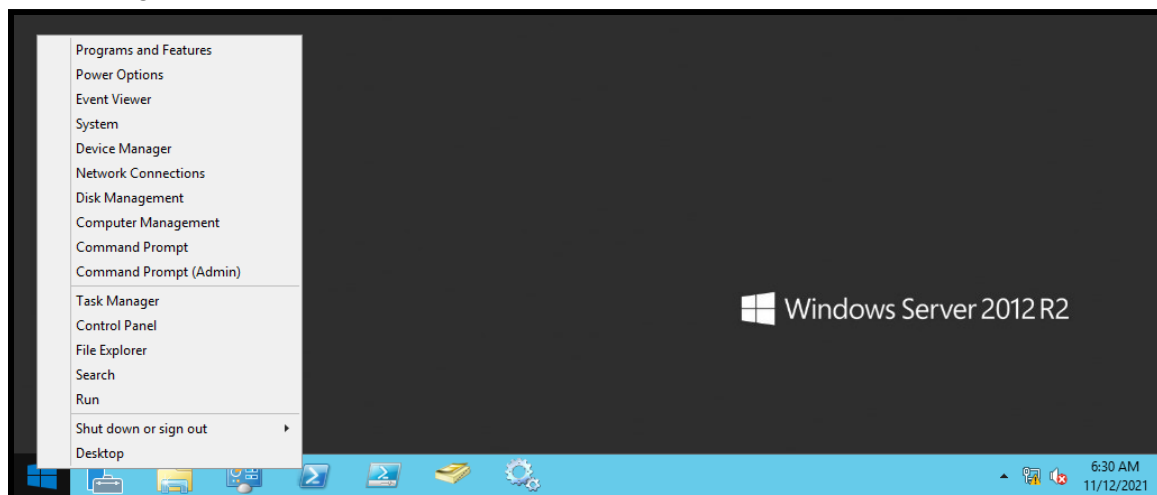 Programs and Features
Power Options
Event Viewer
System
Device Manager
Network Connections
Disk Management
Computer Management
Command Prompt
Command Prompt (Admin)
Task Manager
Control Panel
File Explorer
Search
Run
Shut down or sign out
Desktop
Windows Server 2012 R2
6:30 AM
11/12/2021